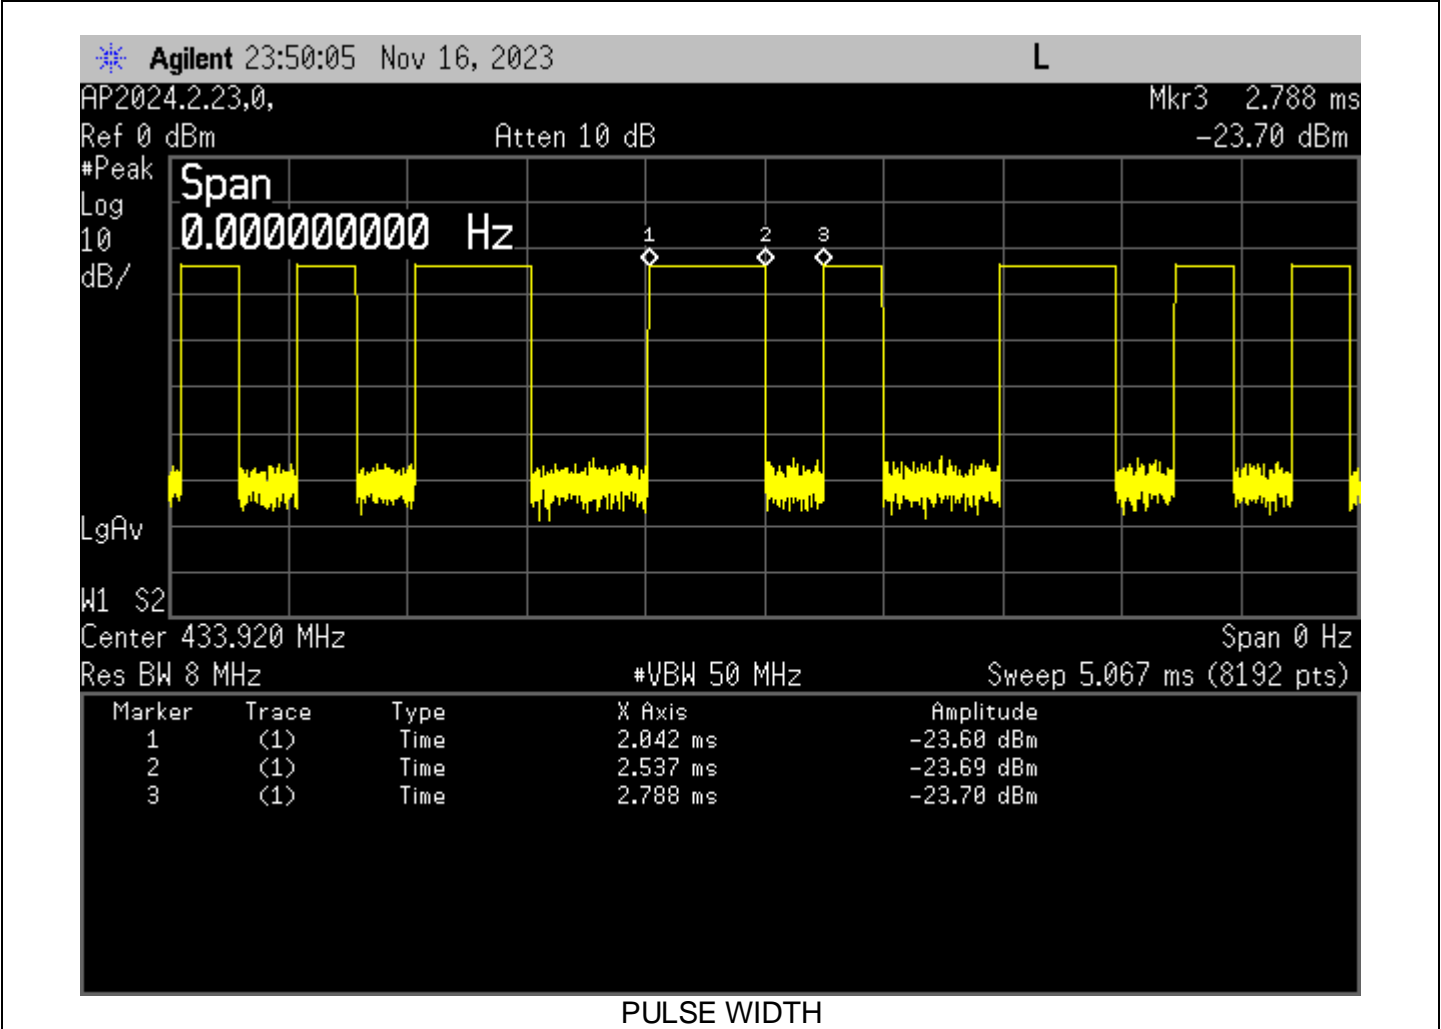 Agilent 23:50:05 Nov 16, 2023 L
AP2024.2.23,0, Mkr3 2.788 ms
Ref 0 dBm Atten 10 dB -23.70 dBm
#Peak
Log
10
dB/
Span
0.000000000 Hz
1 2 3
LgAv
W1 S2
Center 433.920 MHz Span 0 Hz
Res BW 8 MHz #VBW 50 MHz Sweep 5.067 ms (8192 pts)
Marker Trace Type X Axis Amplitude
1 (1) Time 2.042 ms -23.60 dBm
2 (1) Time 2.537 ms -23.69 dBm
3 (1) Time 2.788 ms -23.70 dBm
PULSE WIDTH